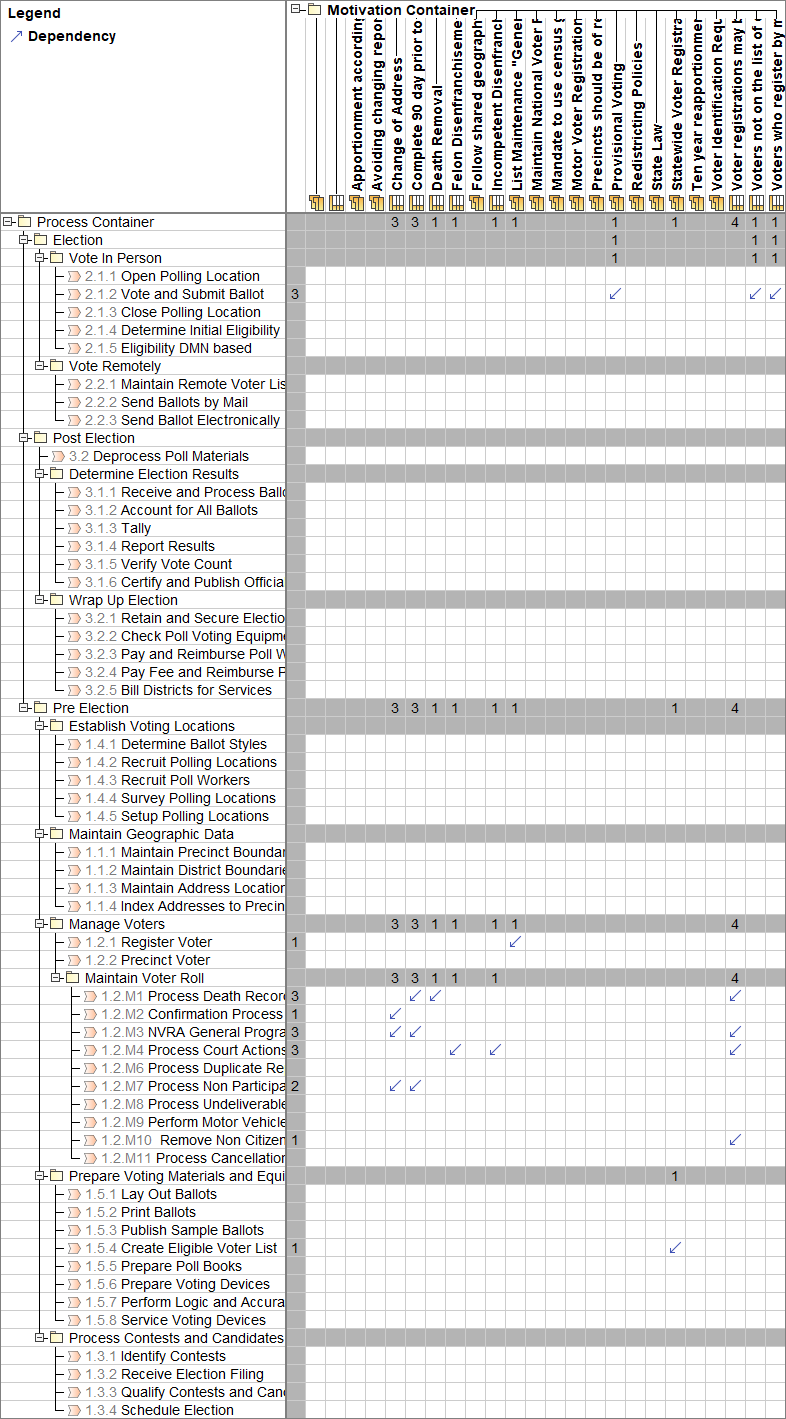 Legend
Dependency
Motivation Container
Apportionment according
Avoiding changing repor
Change of Address
Complete 90 day prior to
Death Removal
Felon Disenfranchiseme
Follow shared geograph
Incompetent Disenfranch
List Maintenance "Gener
Maintain National Voter
Mandate to use census
Motor Voter Registration
Precincts should be of re
Provisional Voting
Redistricting Policies
State Law
Statewide Voter Registra
Ten year reapportionmen
Voter Identification Requ
Voter registrations may
Voters not on the list of
Voters who register by m
Process Container 3 3 1 1 1 1 1 1 4 1 1
Election 1 1 1
Vote In Person 1 1 1
2.1.1 Open Polling Location
2.1.2 Vote and Submit Ballot 3
2.1.3 Close Polling Location
2.1.4 Determine Initial Eligibility
2.1.5 Eligibility DMN based
Vote Remotely
2.2.1 Maintain Remote Voter Lis
2.2.2 Send Ballots by Mail
2.2.3 Send Ballot Electronically
Post Election
3.2 Deprocess Poll Materials
Determine Election Results
3.1.1 Receive and Process Ballo
3.1.2 Account for All Ballots
3.1.3 Tally
3.1.4 Report Results
3.1.5 Verify Vote Count
3.1.6 Certify and Publish Officia
Wrap Up Election
3.2.1 Retain and Secure Electio
3.2.2 Check Poll Voting Equipme
3.2.3 Pay and Reimburse Poll W
3.2.4 Pay Fee and Reimburse P
3.2.5 Bill Districts for Services
Pre Election 3 3 1 1 1 1 1 4
Establish Voting Locations
1.4.1 Determine Ballot Styles
1.4.2 Recruit Polling Locations
1.4.3 Recruit Poll Workers
1.4.4 Survey Polling Locations
1.4.5 Setup Polling Locations
Maintain Geographic Data
1.1.1 Maintain Precinct Boundar
1.1.2 Maintain District Boundarie
1.1.3 Maintain Address Location
1.1.4 Index Addresses to Precin
Manage Voters 3 3 1 1 1 1 4
1.2.1 Register Voter 1
1.2.2 Precinct Voter
Maintain Voter Roll 3 3 1 1 1 4
1.2.M1 Process Death Recor 3
1.2.M2 Confirmation Process 1
1.2.M3 NVRA General Progra 3
1.2.M4 Process Court Actions 3
1.2.M6 Process Duplicate Re
1.2.M7 Process Non Participa 2
1.2.M8 Process Undeliverable
1.2.M9 Perform Motor Vehicle
1.2.M10 Remove Non Citizen 1
1.2.M11 Process Cancellation
Prepare Voting Materials and Equi 1
1.5.1 Lay Out Ballots
1.5.2 Print Ballots
1.5.3 Publish Sample Ballots
1.5.4 Create Eligible Voter List 1
1.5.5 Prepare Poll Books
1.5.6 Prepare Voting Devices
1.5.7 Perform Logic and Accura
1.5.8 Service Voting Devices
Process Contests and Candidates
1.3.1 Identify Contests
1.3.2 Receive Election Filing
1.3.3 Qualify Contests and Cand
1.3.4 Schedule Election